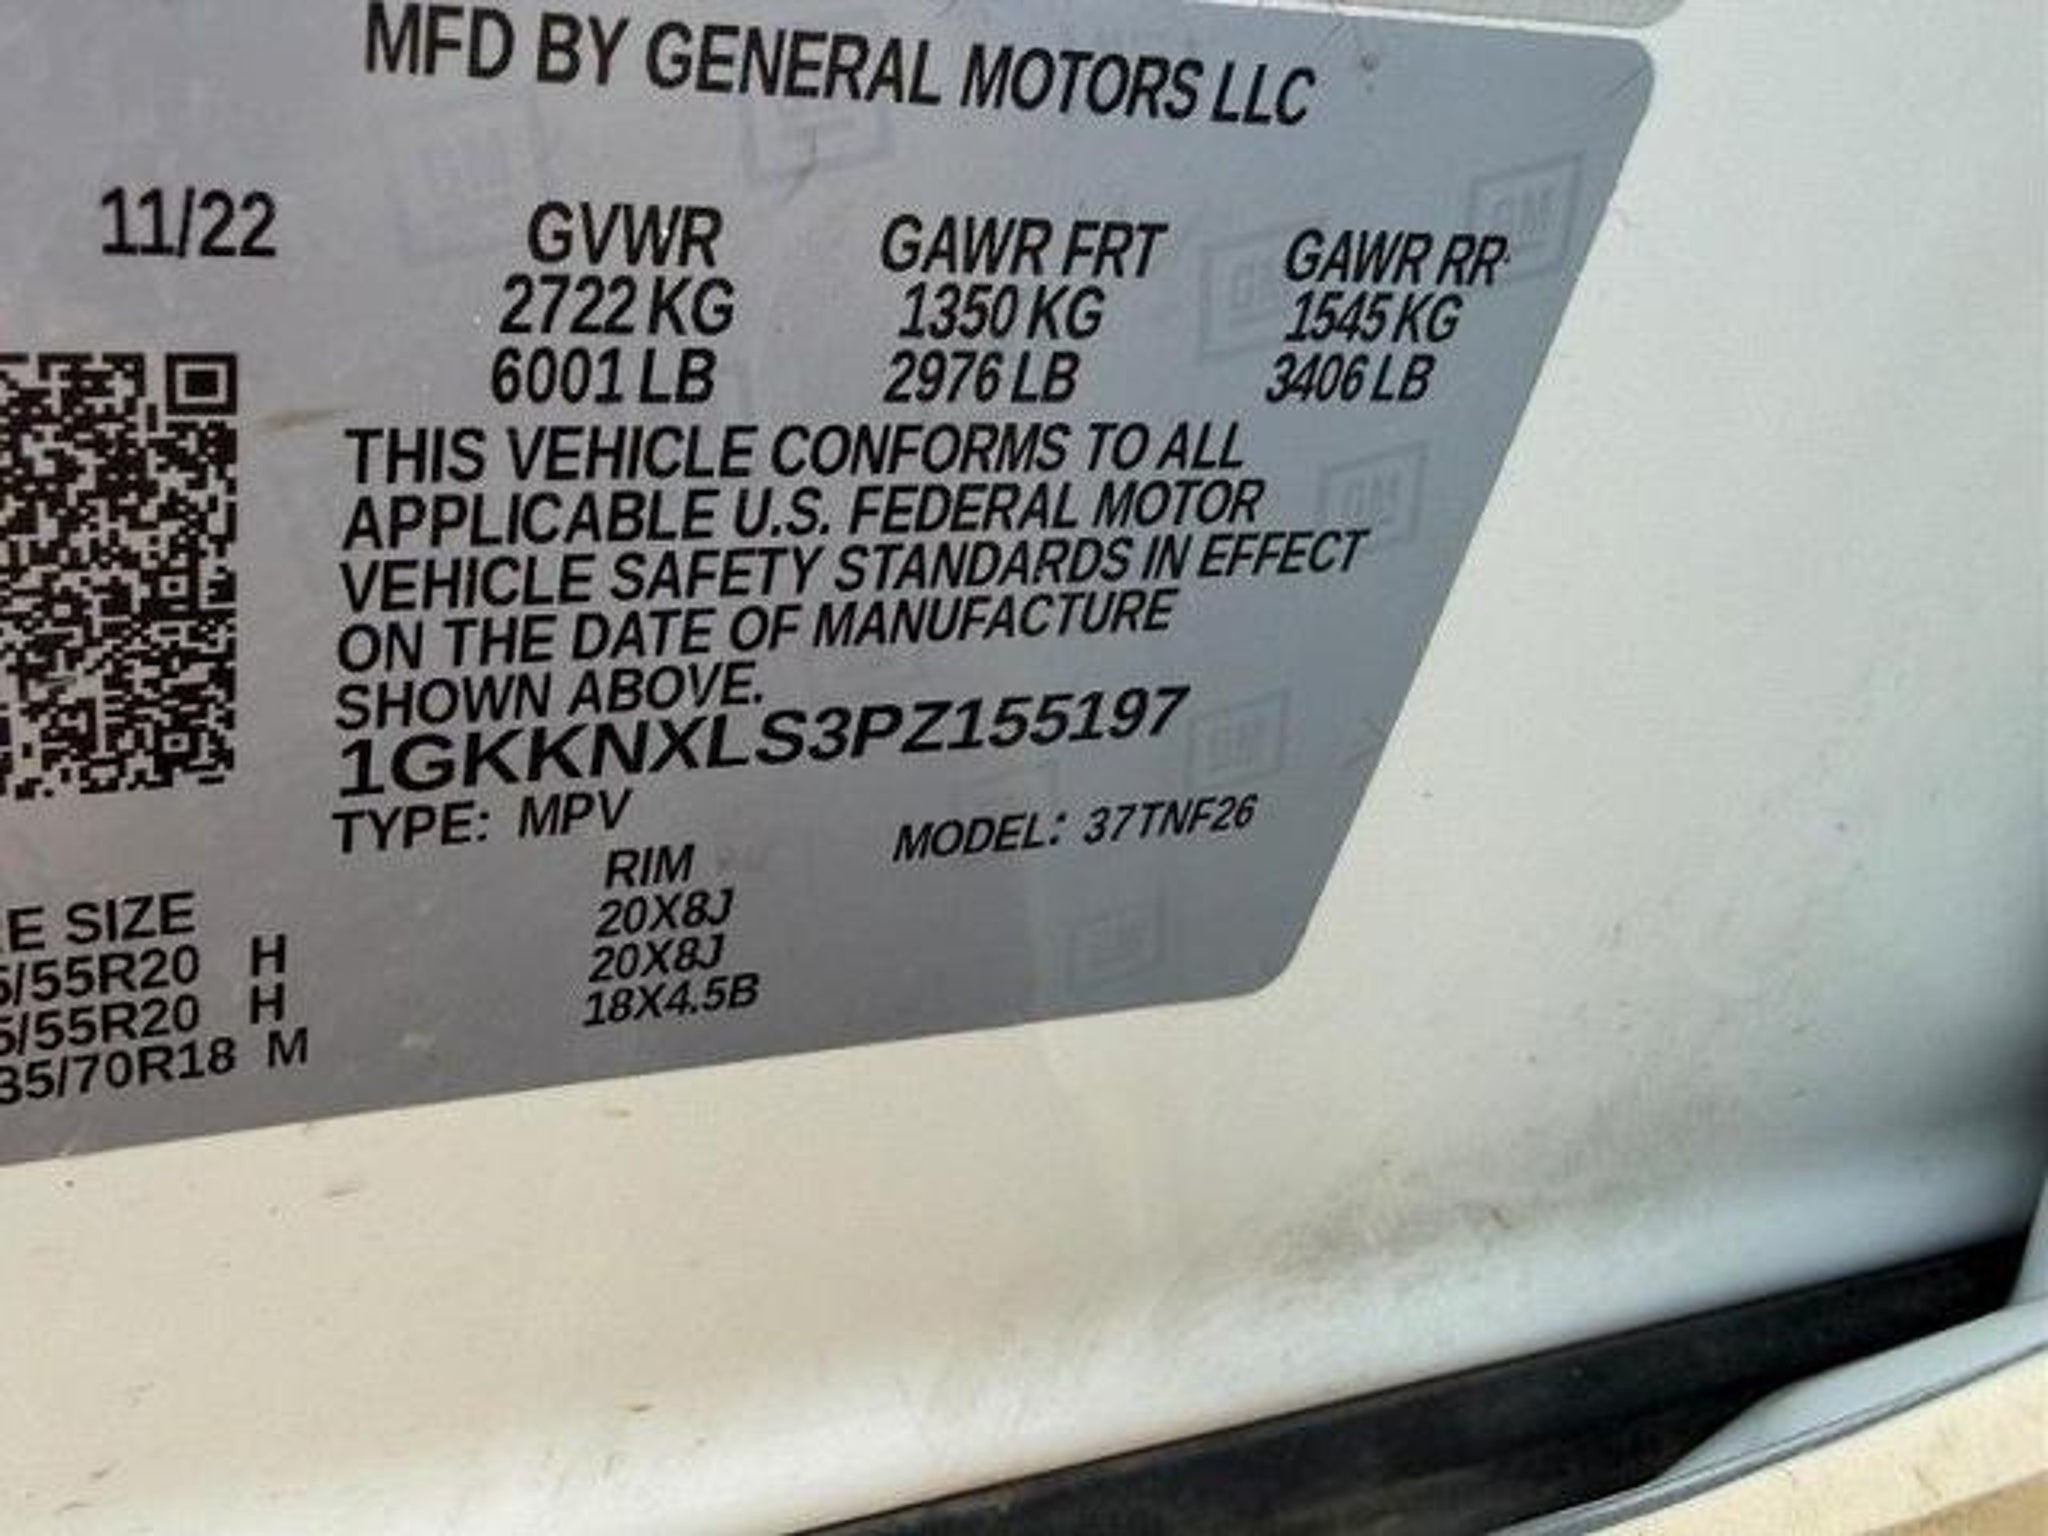 MFD BY GENERAL MOTORS LLC
11/22 GVWR GAWR FRT GAWR RR
2722 KG 1350 KG 1545 KG
6001 LB 2976 LB 3406 LB
THIS VEHICLE CONFORMS TO ALL
APPLICABLE U.S. FEDERAL MOTOR
VEHICLE SAFETY STANDARDS IN EFFECT
ON THE DATE OF MANUFACTURE
SHOWN ABOVE.
1GKKNXLS3PZ155197
TYPE: MPV MODEL: 37TNF26
SIZE RIM
5/55R20 H 20X8J
5/55R20 H 20X8J
35/70R18 M 18X4.5B